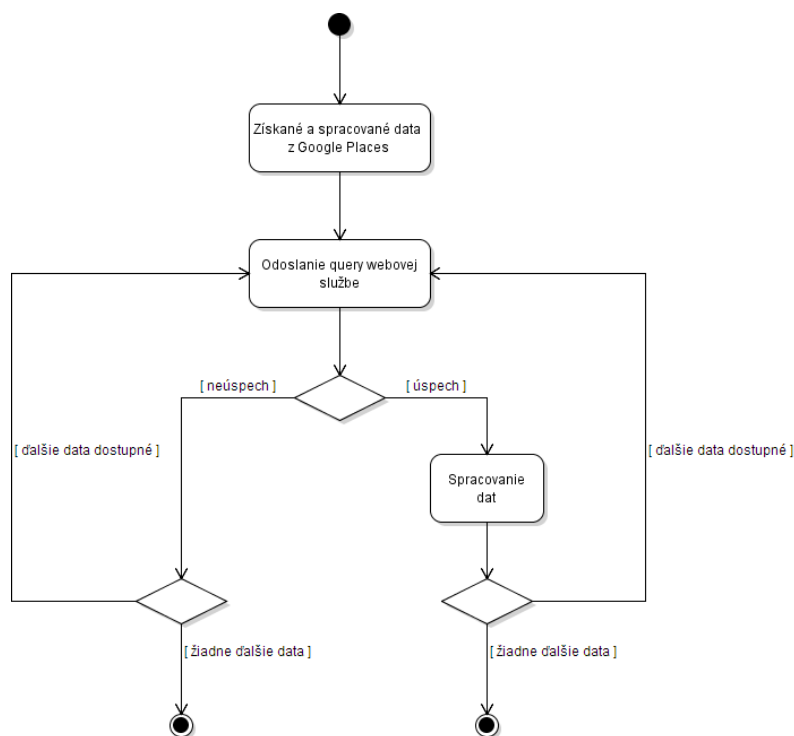 Získané a spracované data
z Google Places
Odoslanie query webovej
službe
[ neúspech ]
[ úspech ]
[ ďalšie data dostupné ]
[ ďalšie data dostupné ]
Spracovanie
dat
[ žiadne ďalšie data ]
[ žiadne ďalšie data ]